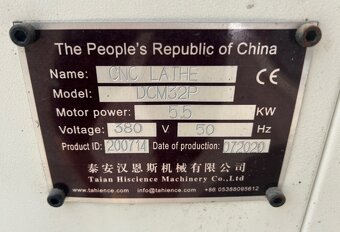 The People's Republic of China
Name: CNC LATHE CE
Model: DCM32P
Motor power: 5.5 KW
Voltage: 380 V 50 Hz
Product ID: 200714 Date of production: 072020
泰安汉恩斯机械有限公司
Taian Hiscience Machinery Co.,Ltd
www.tahience.com info@tahience.com +86 05388098612